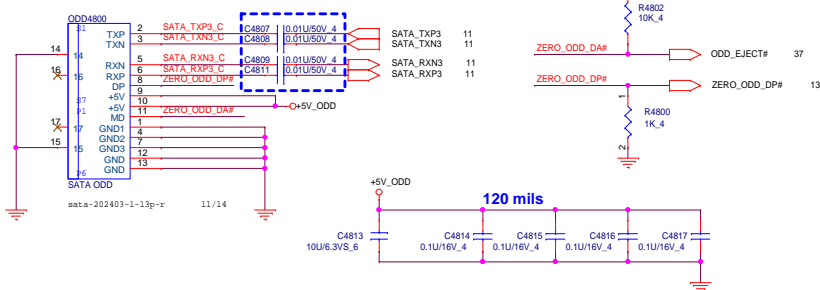 ODD4800
S1
TXP 2 SATA_TXP3_C C4807 0.01U/50V_4 SATA_TXP3 11
TXN 3 SATA_TXN3_C C4808 0.01U/50V_4 SATA_TXN3 11
14 14
RXN 5 SATA_RXN3_C C4809 0.01U/50V_4 SATA_RXN3 11
16 16 RXP 6 SATA_RXP3_C C4811 0.01U/50V_4 SATA_RXP3 11
DP 8 ZERO_ODD_DP#
S7 +5V 9
P1 +5V 10 +5V_ODD
MD 11 ZERO_ODD_DA#
17 17 GND1 1
GND2 4
15 15 GND3 7
GND 12
P6 GND 13
SATA ODD
sata-202403-1-13p-r 11/14
R4802
10K_4
ZERO_ODD_DA# ODD_EJECT# 37
ZERO_ODD_DP# ZERO_ODD_DP# 13
1
R4800
1K_4
2
+5V_ODD
120 mils
C4813
10U/6.3VS_6
C4814
0.1U/16V_4
C4815
0.1U/16V_4
C4816
0.1U/16V_4
C4817
0.1U/16V_4